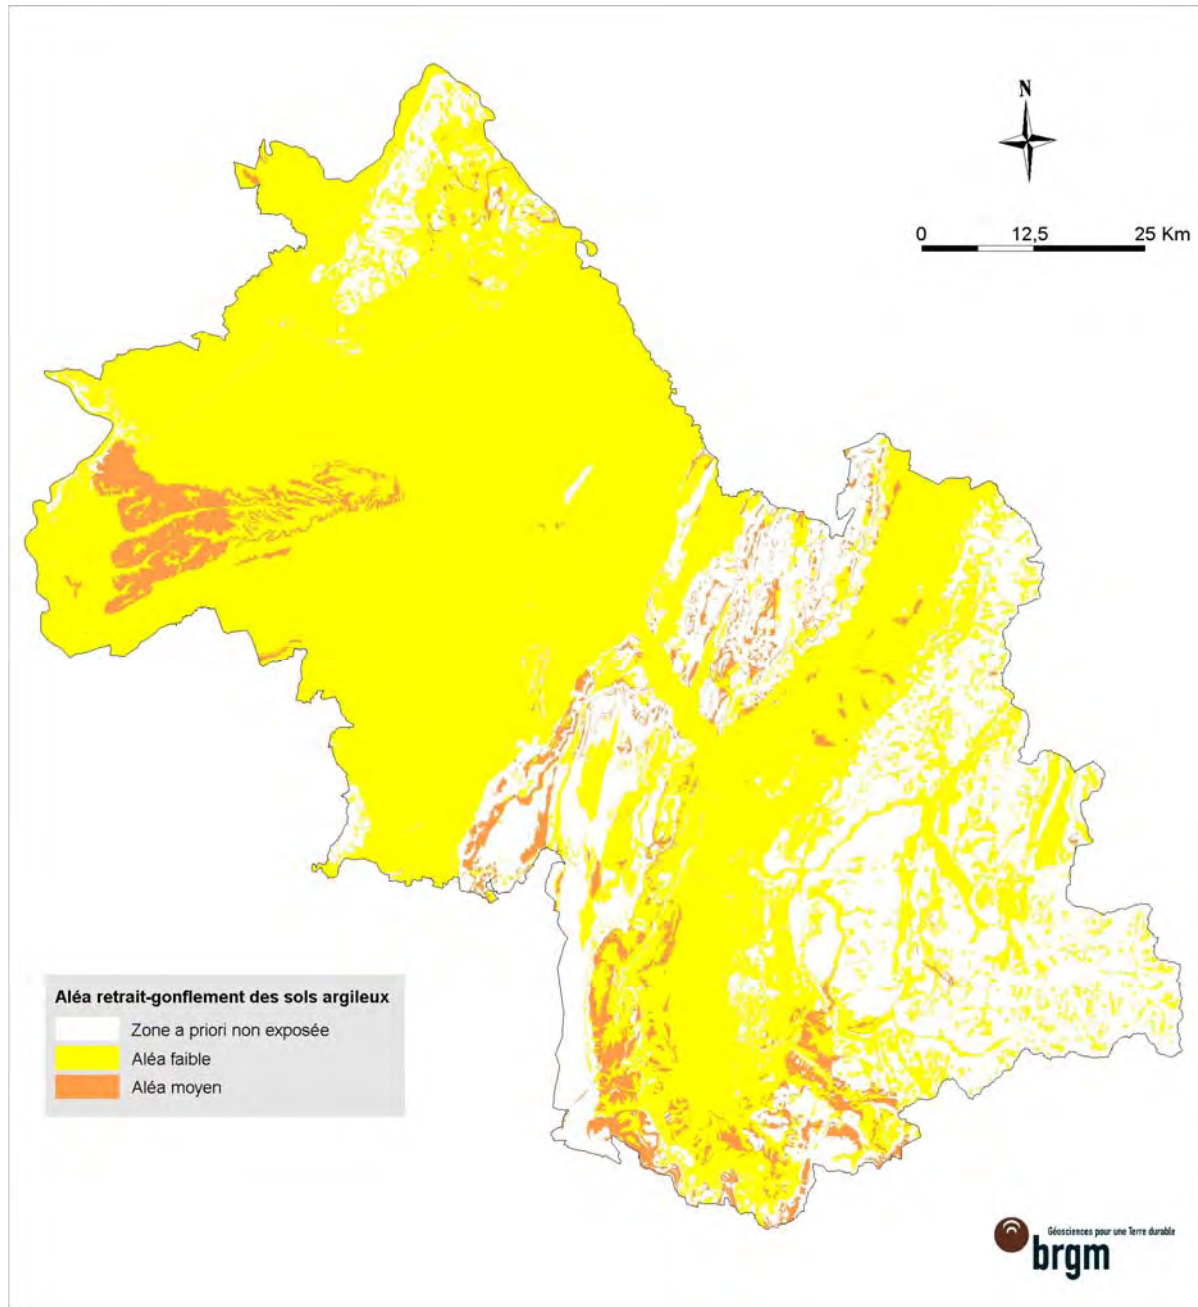 N
0 12,5 25 Km
Aléa retrait-gonflement des sols argileux
Zone a priori non exposée
Aléa faible
Aléa moyen
Géosciences pour une Terre durable
brgm